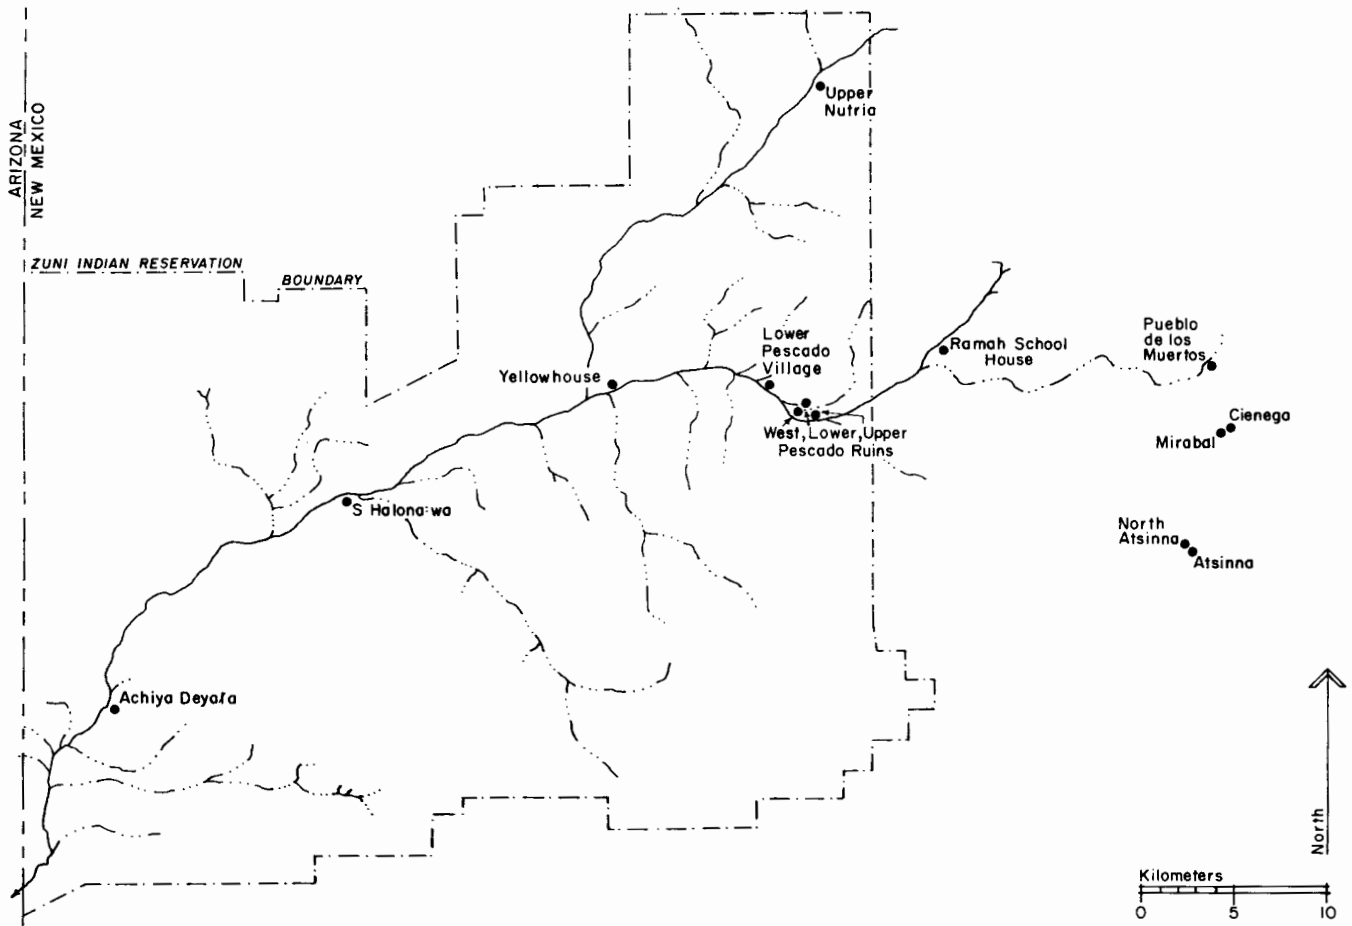 Upper
Nutria
ARIZONA
NEW MEXICO
ZUNI INDIAN RESERVATION
BOUNDARY
Lower
Pescado
Village
Ramah School
House
Pueblo
de los
Muertos
Yellowhouse
West, Lower, Upper
Pescado Ruins
Cienega
Mirabal
S Halona:wa
North
Atsinna
Atsinna
Achiya Deyala
North
Kilometers
0 5 10